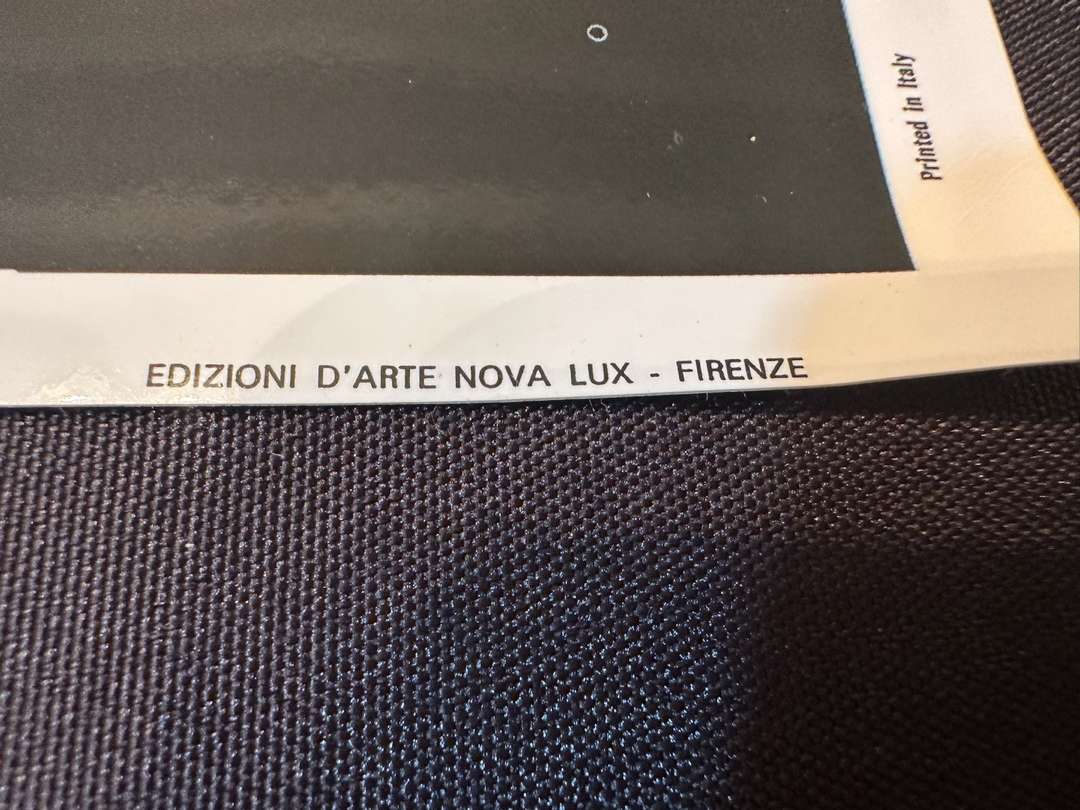 Printed in Italy
EDIZIONI D'ARTE NOVA LUX - FIRENZE